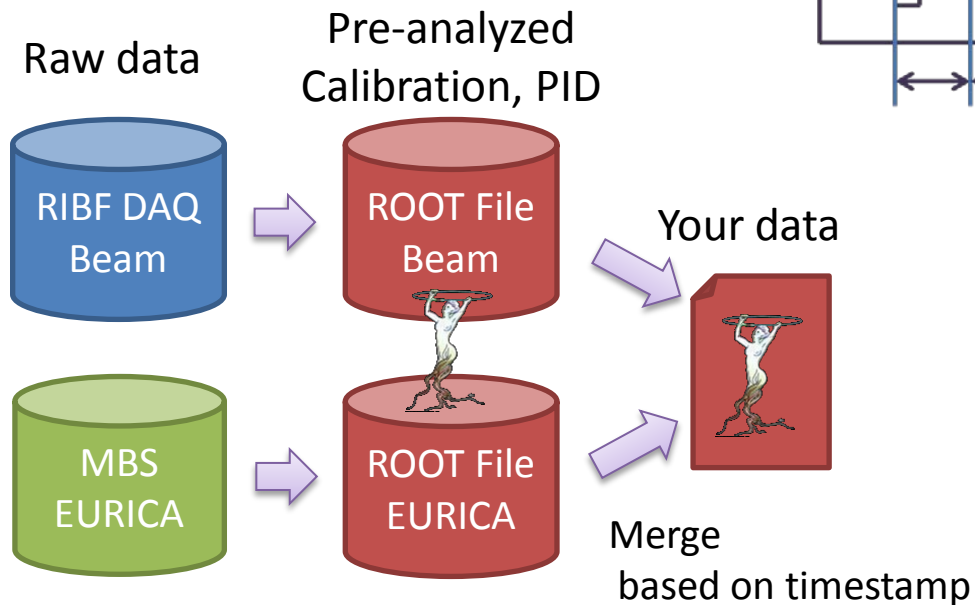 Raw data
Pre-analyzed
Calibration, PID
RIBF DAQ
Beam
ROOT File
Beam
Your data
MBS
EURICA
ROOT File
EURICA
Merge
based on timestamp